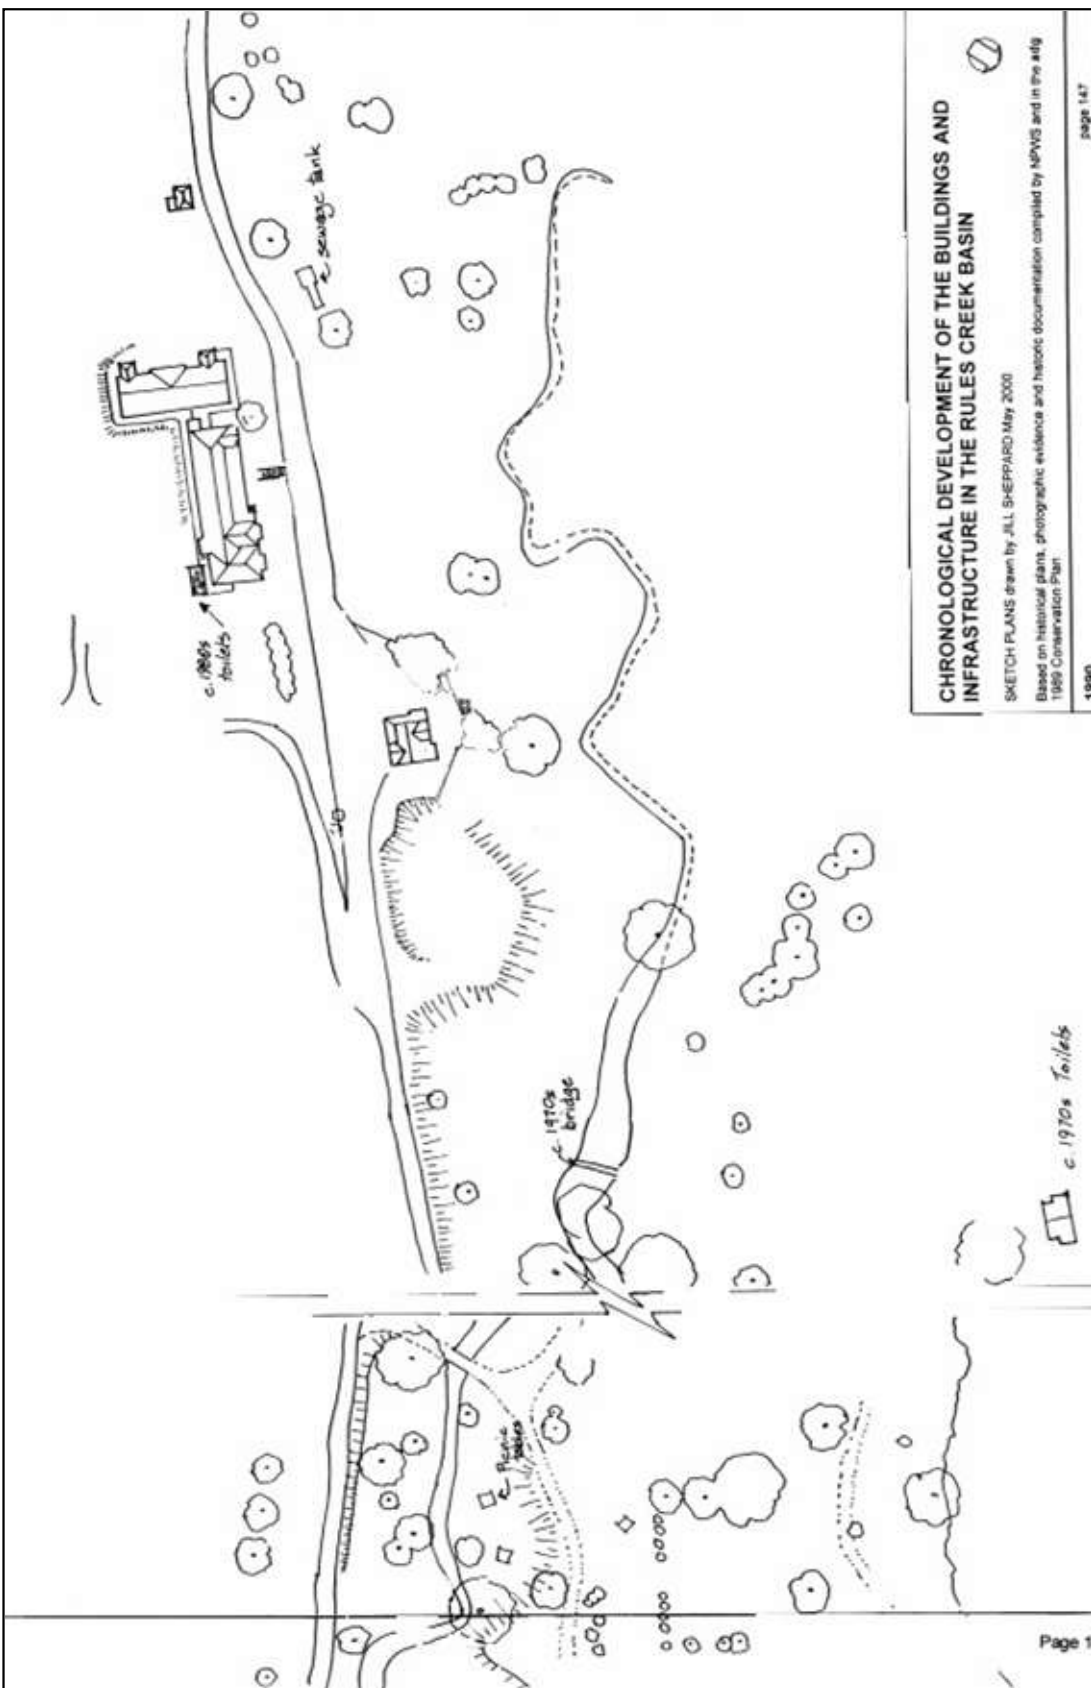 CHRONOLOGICAL DEVELOPMENT OF THE BUILDINGS AND
INFRASTRUCTURE IN THE RULES CREEK BASIN
SKETCH PLANS drawn by JILL SHEPPARD May 2000
Based on historical plans, photographic evidence and historic documentation compiled by NPWS and in the
1989 Conservation Plan
1990
page 147
sewage tank
c.1980s
toilets
c. 1970s
bridge
c. 1970s Toilets
Picnic
tables
Page 1